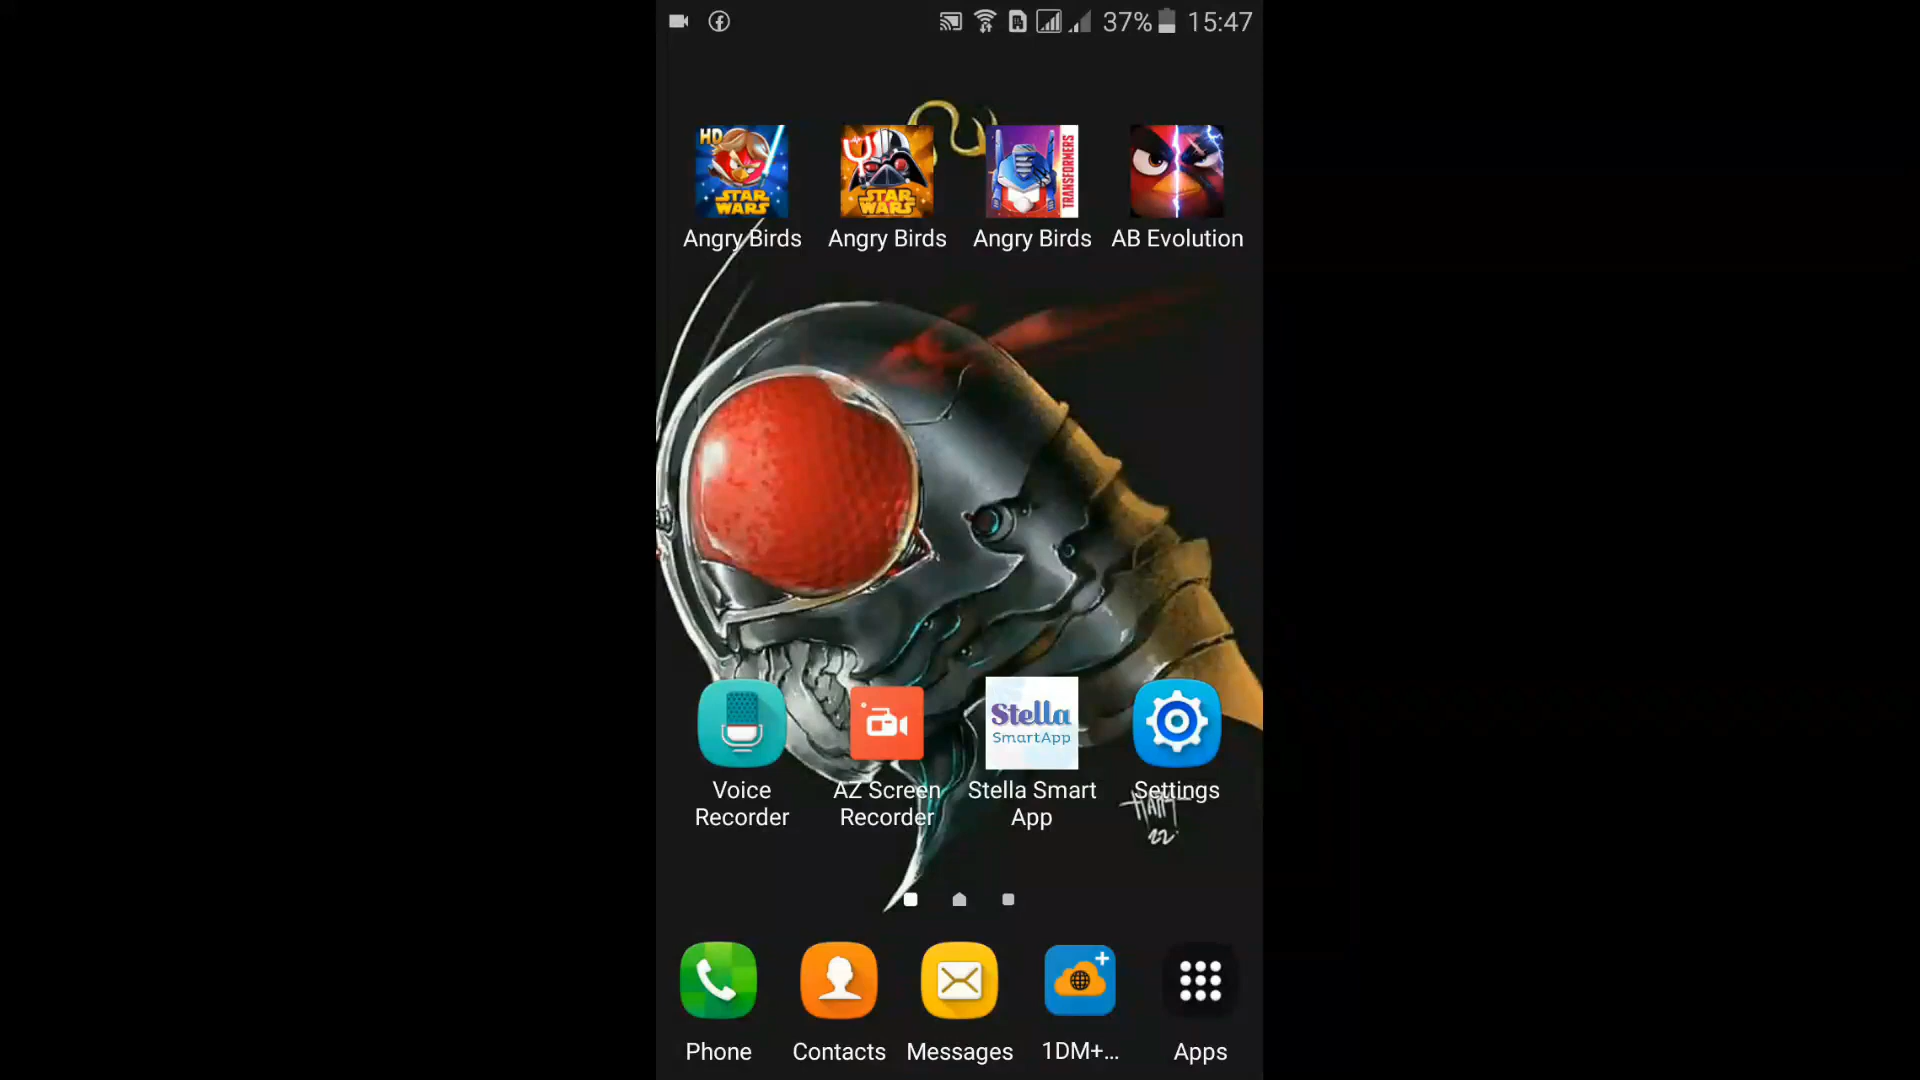 37% 15:47
HD STAR WARS
STAR WARS
TRANSFORMERS
Angry Birds Angry Birds Angry Birds AB Evolution
Stella
SmartApp
Voice Recorder
AZ Screen Recorder
Stella Smart App
Settings
22
Phone Contacts Messages 1DM+... Apps